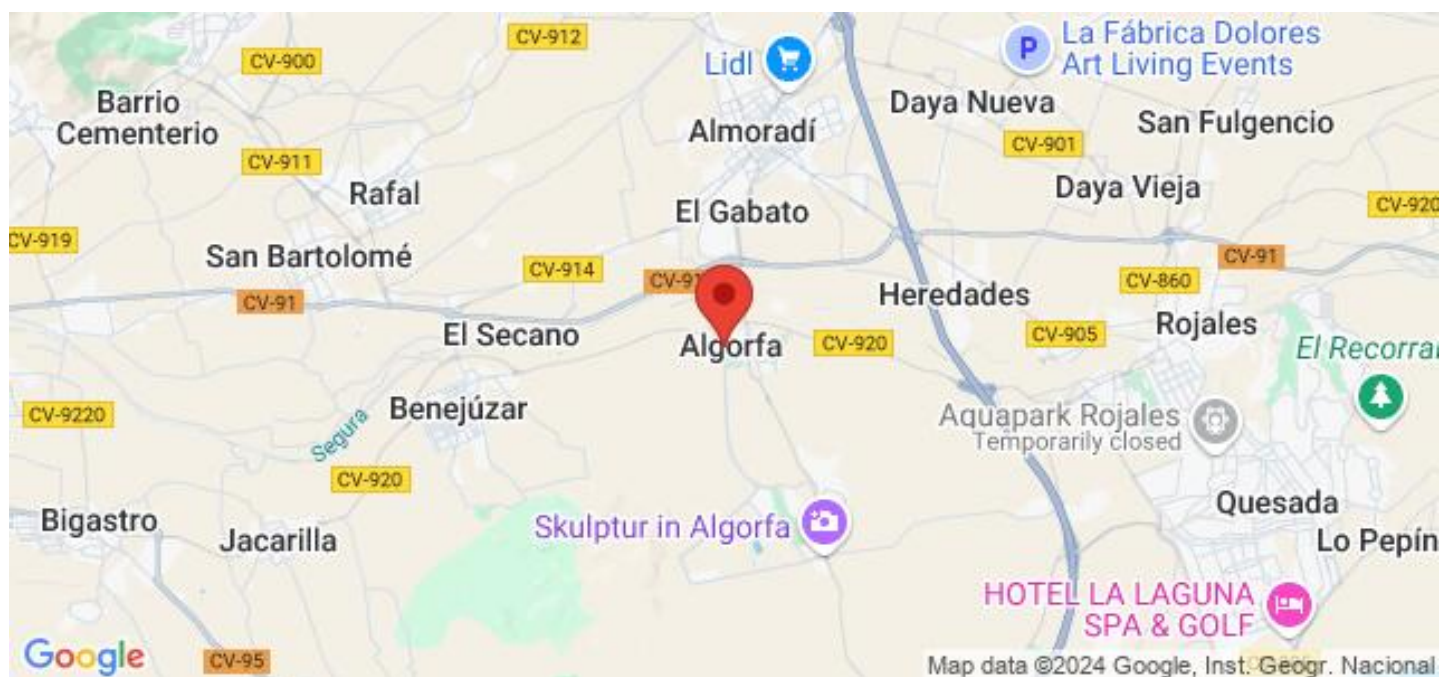 CV-912
Lidl
La Fábrica Dolores
Art Living Events
CV-900
Barrio
Cementerio
Daya Nueva
San Fulgencio
Almoradí
CV-901
CV-911
Rafal
Daya Vieja
El Gabato
CV-920
CV-919
San Bartolomé
CV-914
CV-91
CV-91
CV-860
Heredades
CV-91
Rojales
El Secano
Algorfa
CV-920
CV-905
El Recorral
CV-9220
Benejúzar
Segura
Aquapark Rojales
Temporarily closed
CV-920
Quesada
Bigastro
Jacarilla
Skulptur in Algorfa
Lo Pepín
HOTEL LA LAGUNA
SPA & GOLF
Google
CV-95
Map data ©2024 Google, Inst. Geogr. Nacional